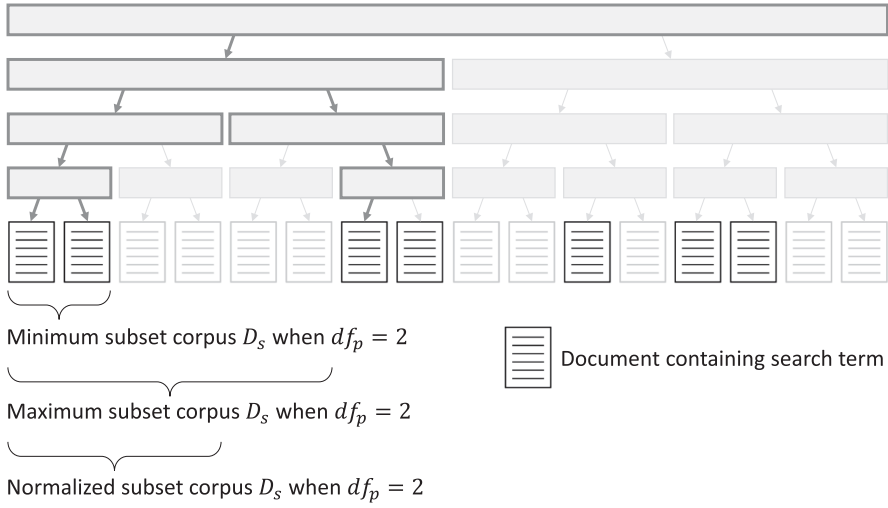 Minimum subset corpus D_s when df_p = 2
Document containing search term
Maximum subset corpus D_s when df_p = 2
Normalized subset corpus D_s when df_p = 2